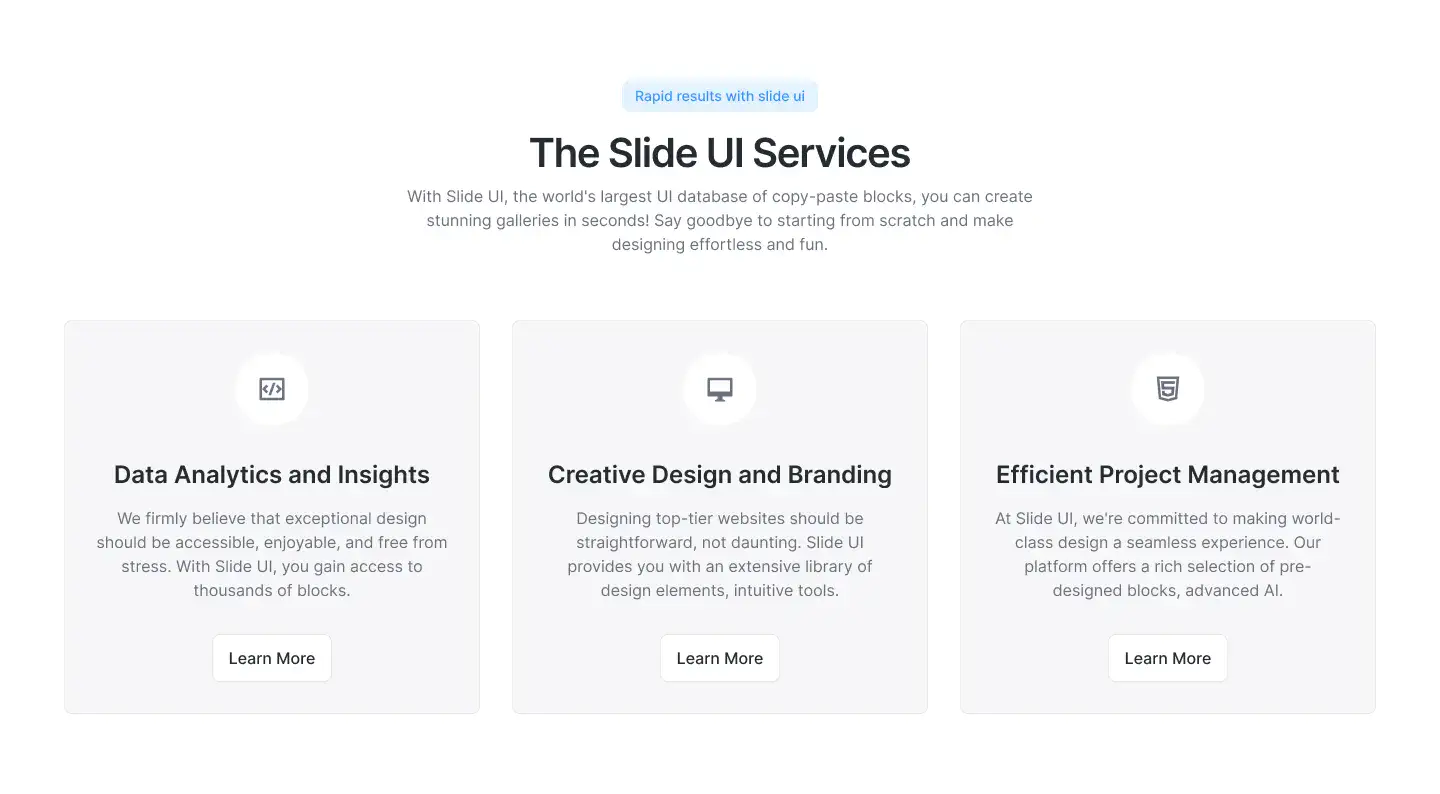 Rapid results with slide ui
The Slide UI Services
With Slide UI, the world's largest UI database of copy-paste blocks, you can create
stunning galleries in seconds! Say goodbye to starting from scratch and make
designing effortless and fun.
Data Analytics and Insights
We firmly believe that exceptional design
should be accessible, enjoyable, and free from
stress. With Slide UI, you gain access to
thousands of blocks.
Learn More
Creative Design and Branding
Designing top-tier websites should be
straightforward, not daunting. Slide UI
provides you with an extensive library of
design elements, intuitive tools.
Learn More
Efficient Project Management
At Slide UI, we're committed to making world-
class design a seamless experience. Our
platform offers a rich selection of pre-
designed blocks, advanced AI.
Learn More